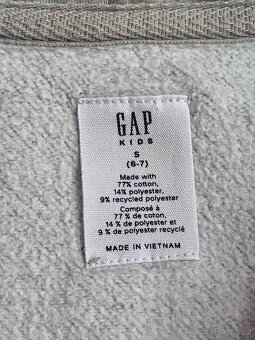 GAP
KIDS
S
(6-7)
Made with
77% cotton,
14% polyester,
9% recycled polyester
Composé à
77 % de coton,
14 % de polyester et
9 % de polyester recyclé
MADE IN VIETNAM